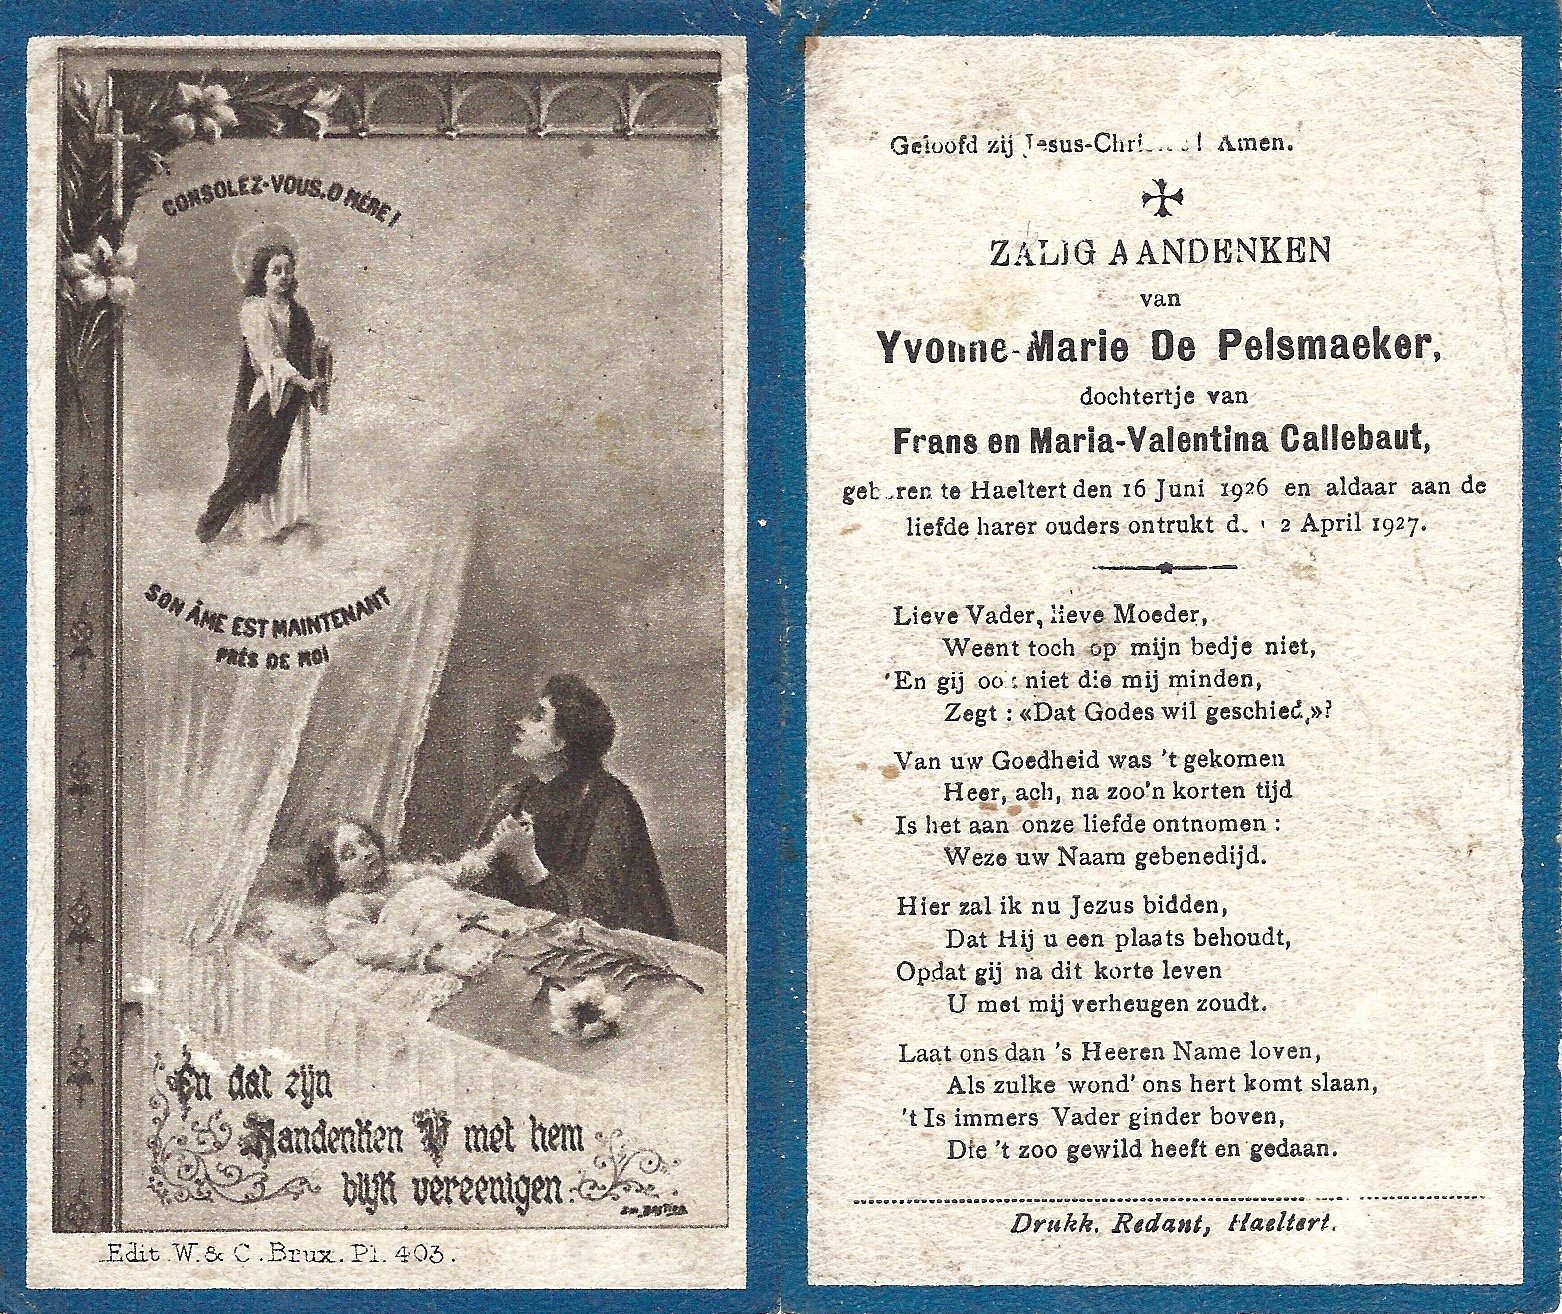 CONSOLEZ-VOUS, O MÈRE!
SON ÂME EST MAINTENANT
PRÈS DE MOI
En dat zijn
Aandenken U met hem
blijft vereenigen.
Edit W. & C. Brux. Pl. 403.
Geloofd zij Jesus-Christus! Amen.
ZALIG AANDENKEN
van
Yvonne-Marie De Pelsmaeker,
dochtertje van
Frans en Maria-Valentina Callebaut,
geboren te Haeltert den 16 Juni 1926 en aldaar aan de
liefde harer ouders ontrukt den 2 April 1927.
Lieve Vader, lieve Moeder,
Weent toch op mijn bedje niet,
En gij ook niet die mij minden,
Zegt : «Dat Godes wil geschied,»?
Van uw Goedheid was 't gekomen
Heer, ach, na zoo'n korten tijd
Is het aan onze liefde ontnomen :
Weze uw Naam gebenedijd.
Hier zal ik nu Jezus bidden,
Dat Hij u een plaats behoudt,
Opdat gij na dit korte leven
U met mij verheugen zoudt.
Laat ons dan 's Heeren Name loven,
Als zulke wond' ons hert komt slaan,
't Is immers Vader ginder boven,
Die 't zoo gewild heeft en gedaan.
Drukk. Redant, Haeltert.